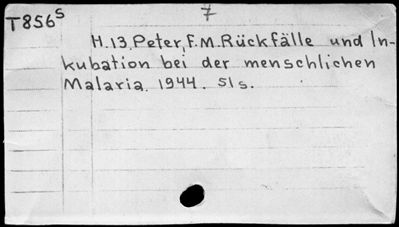 7
T856s
H.13. Peter, F.M. Rückfälle und In-
kubation bei der menschlichen
Malaria. 1944. 51s.